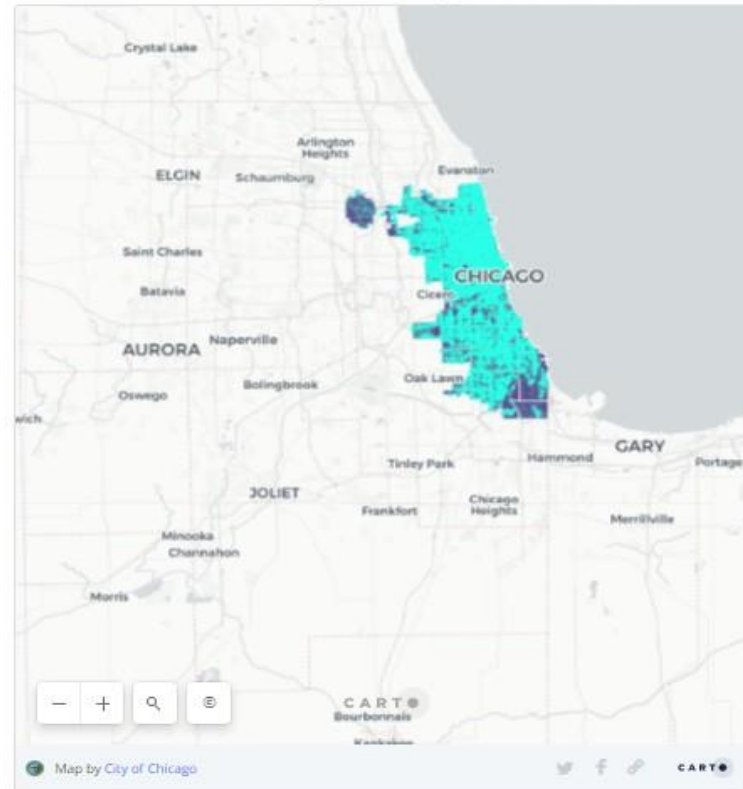 Crystal Lake
Arlington
Heights
Evanston
ELGIN
Schaumburg
Saint Charles
CHICAGO
Batavia
Cicero
Naperville
AURORA
Oak Lawn
Bolingbrook
Oswego
wich
GARY
Hammond
Tinley Park
Portage
JOLIET
Chicago
Heights
Frankfort
Merrillville
Minooka
Channahon
Morris
CARTO
Bourbonnais
Kankakee
Map by City of Chicago
CARTO